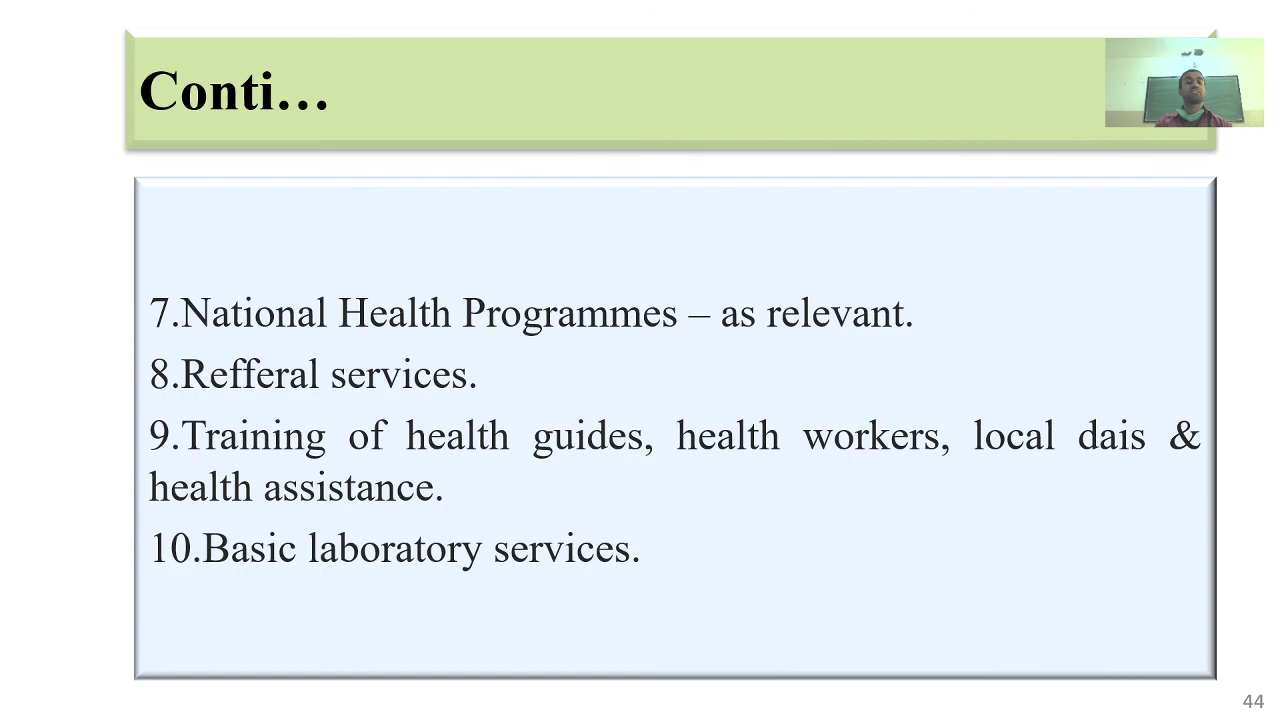 Conti…
7.National Health Programmes – as relevant.
8.Refferal services.
9.Training of health guides, health workers, local dais &
health assistance.
10.Basic laboratory services.
44